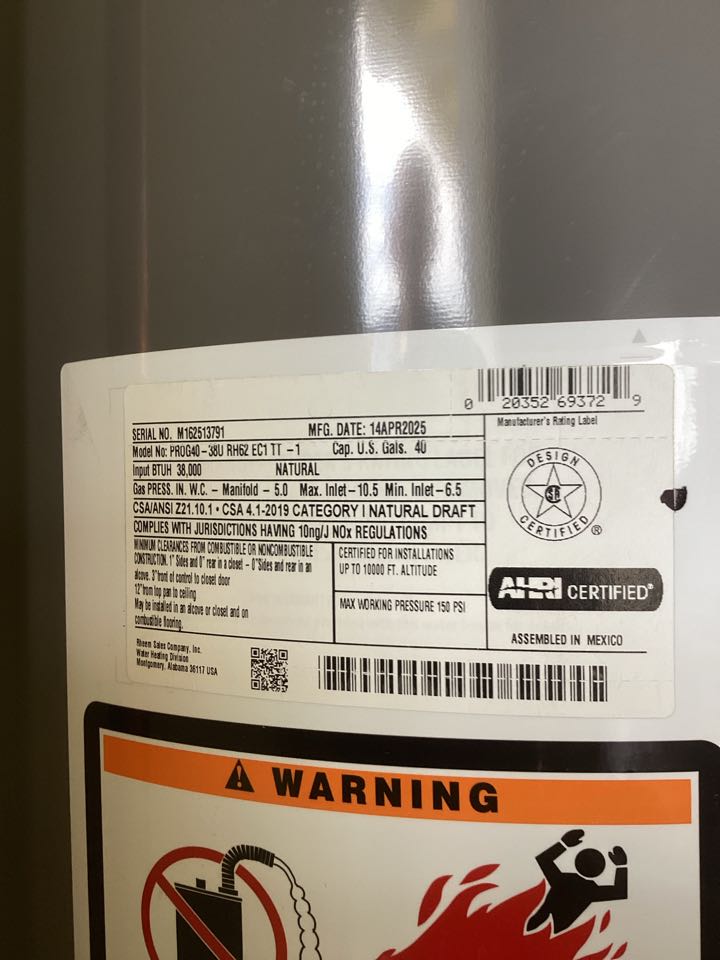 0 20352 69372 9
SERIAL NO. M162513791 MFG. DATE: 14APR2025
Manufacturer's Rating Label
Model No: PROG40-38U RH62 EC1 TT -1 Cap. U.S. Gals. 40
Input BTUH 38,000 NATURAL
Gas PRESS. IN. W.C. - Manifold - 5.0 Max. Inlet-10.5 Min. Inlet-6.5
CSA/ANSI Z21.10.1 • CSA 4.1-2019 CATEGORY I NATURAL DRAFT
COMPLIES WITH JURISDICTIONS HAVING 10ng/J NOx REGULATIONS
DESIGN
CERTIFIED ®
MINIMUM CLEARANCES FROM COMBUSTIBLE OR NONCOMBUSTIBLE
CONSTRUCTION. 1" Sides and 0" rear in a closet - 0"Sides and rear in an
alcove. 3"front of control to closet door
12"from top pan to ceiling
May be installed in an alcove or closet and on
combustible flooring.
CERTIFIED FOR INSTALLATIONS
UP TO 10000 FT. ALTITUDE
MAX WORKING PRESSURE 150 PSI
AHRI CERTIFIED®
ASSEMBLED IN MEXICO
Rheem Sales Company, Inc.
Water Heating Division
Montgomery, Alabama 36117 USA
WARNING